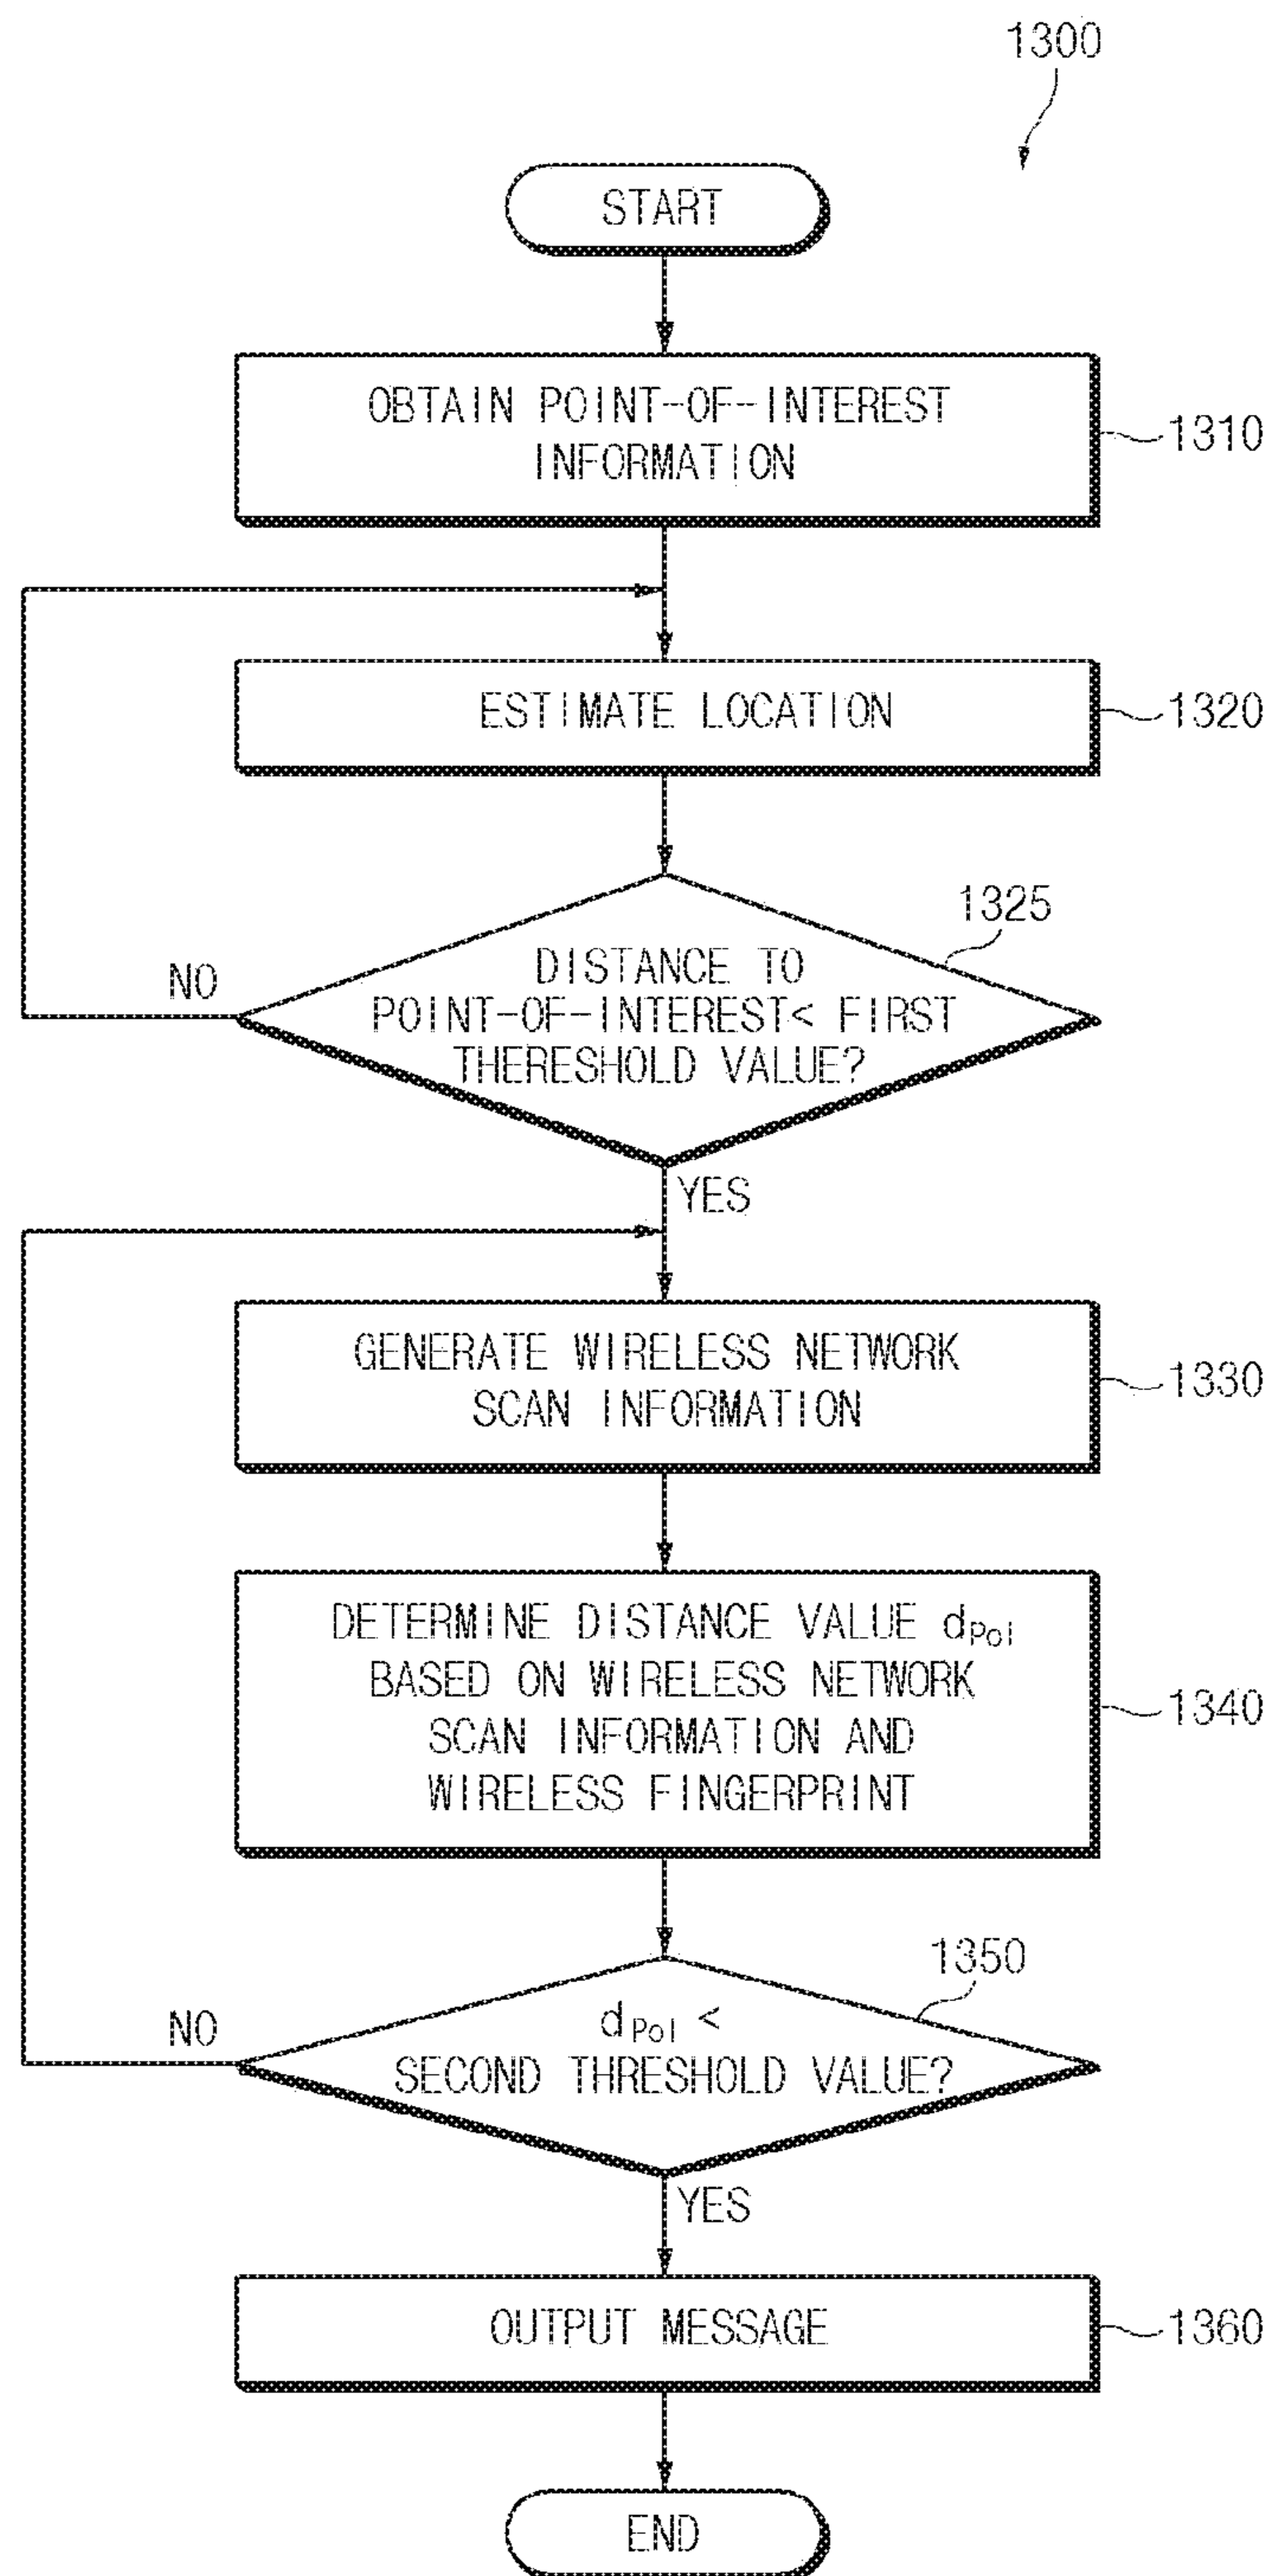 1300
START
OBTAIN POINT-OF-INTEREST
INFORMATION
1310
ESTIMATE LOCATION
1320
1325
DISTANCE TO
POINT-OF-INTEREST< FIRST
THERESHOLD VALUE?
NO
YES
GENERATE WIRELESS NETWORK
SCAN INFORMATION
1330
DETERMINE DISTANCE VALUE dPoI
BASED ON WIRELESS NETWORK
SCAN INFORMATION AND
WIRELESS FINGERPRINT
1340
1350
dPoI <
SECOND THRESHOLD VALUE?
NO
YES
OUTPUT MESSAGE
1360
END